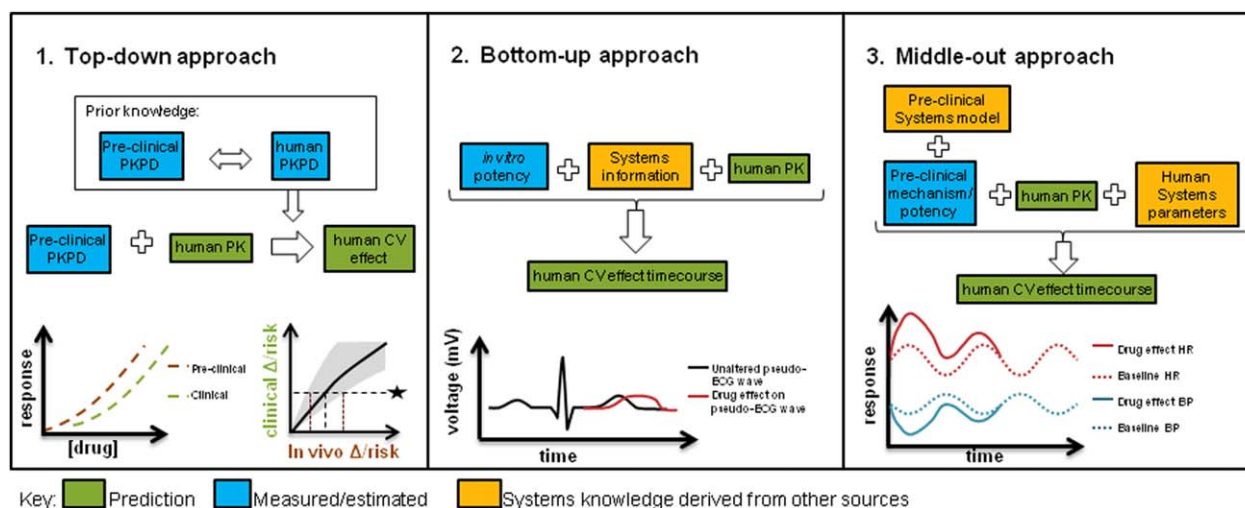 1. Top-down approach
Prior knowledge:
Pre-clinical
PKPD
human
PKPD
Pre-clinical
PKPD
human PK
human CV
effect
response
[drug]
Pre-clinical
Clinical
clinical Δ/risk
In vivo Δ/risk
2. Bottom-up approach
in vitro
potency
Systems
information
human PK
human CV effect timecourse
voltage (mV)
time
Unaltered pseudo-
ECG wave
Drug effect on
pseudo-ECG wave
3. Middle-out approach
Pre-clinical
Systems model
Pre-clinical
mechanism/
potency
human PK
Human
Systems
parameters
human CV effect timecourse
response
time
Drug effect HR
Baseline HR
Drug effect BP
Baseline BP
Key: Prediction Measured/estimated Systems knowledge derived from other sources